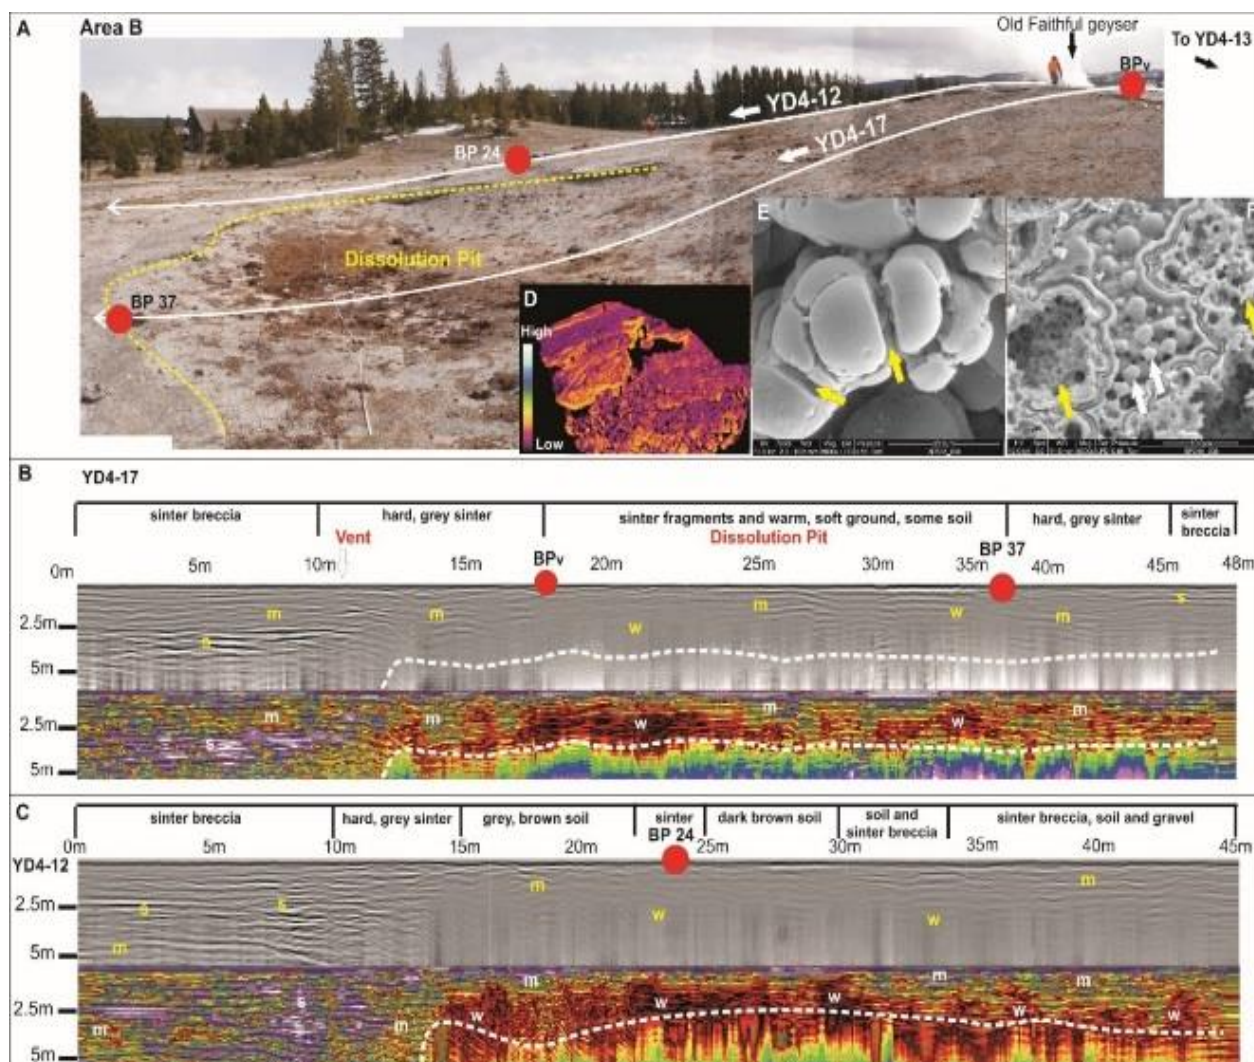 A
Area B
Old Faithful geyser
To YD4-13
BPv
YD4-12
YD4-17
BP 24
Dissolution Pit
BP 37
D
High
Low
E
F
B
YD4-17
sinter breccia
hard, grey sinter
sinter fragments and warm, soft ground, some soil
hard, grey sinter
sinter
breccia
Vent
BPv
Dissolution Pit
BP 37
0m 5m 10m 15m 20m 25m 30m 35m 40m 45m 48m
m m m w m s
s w
2.5m
5m
m m m m
w w
s
2.5m
5m
C
sinter breccia
hard, grey sinter
grey, brown soil
sinter
dark brown soil
soil and
sinter breccia
sinter breccia, soil and gravel
BP 24
0m 5m 10m 15m 20m 25m 30m 35m 40m 45m
YD4-12
m m
s s w w
m
2.5m
5m
m m m
s w w w w
m m
2.5m
5m